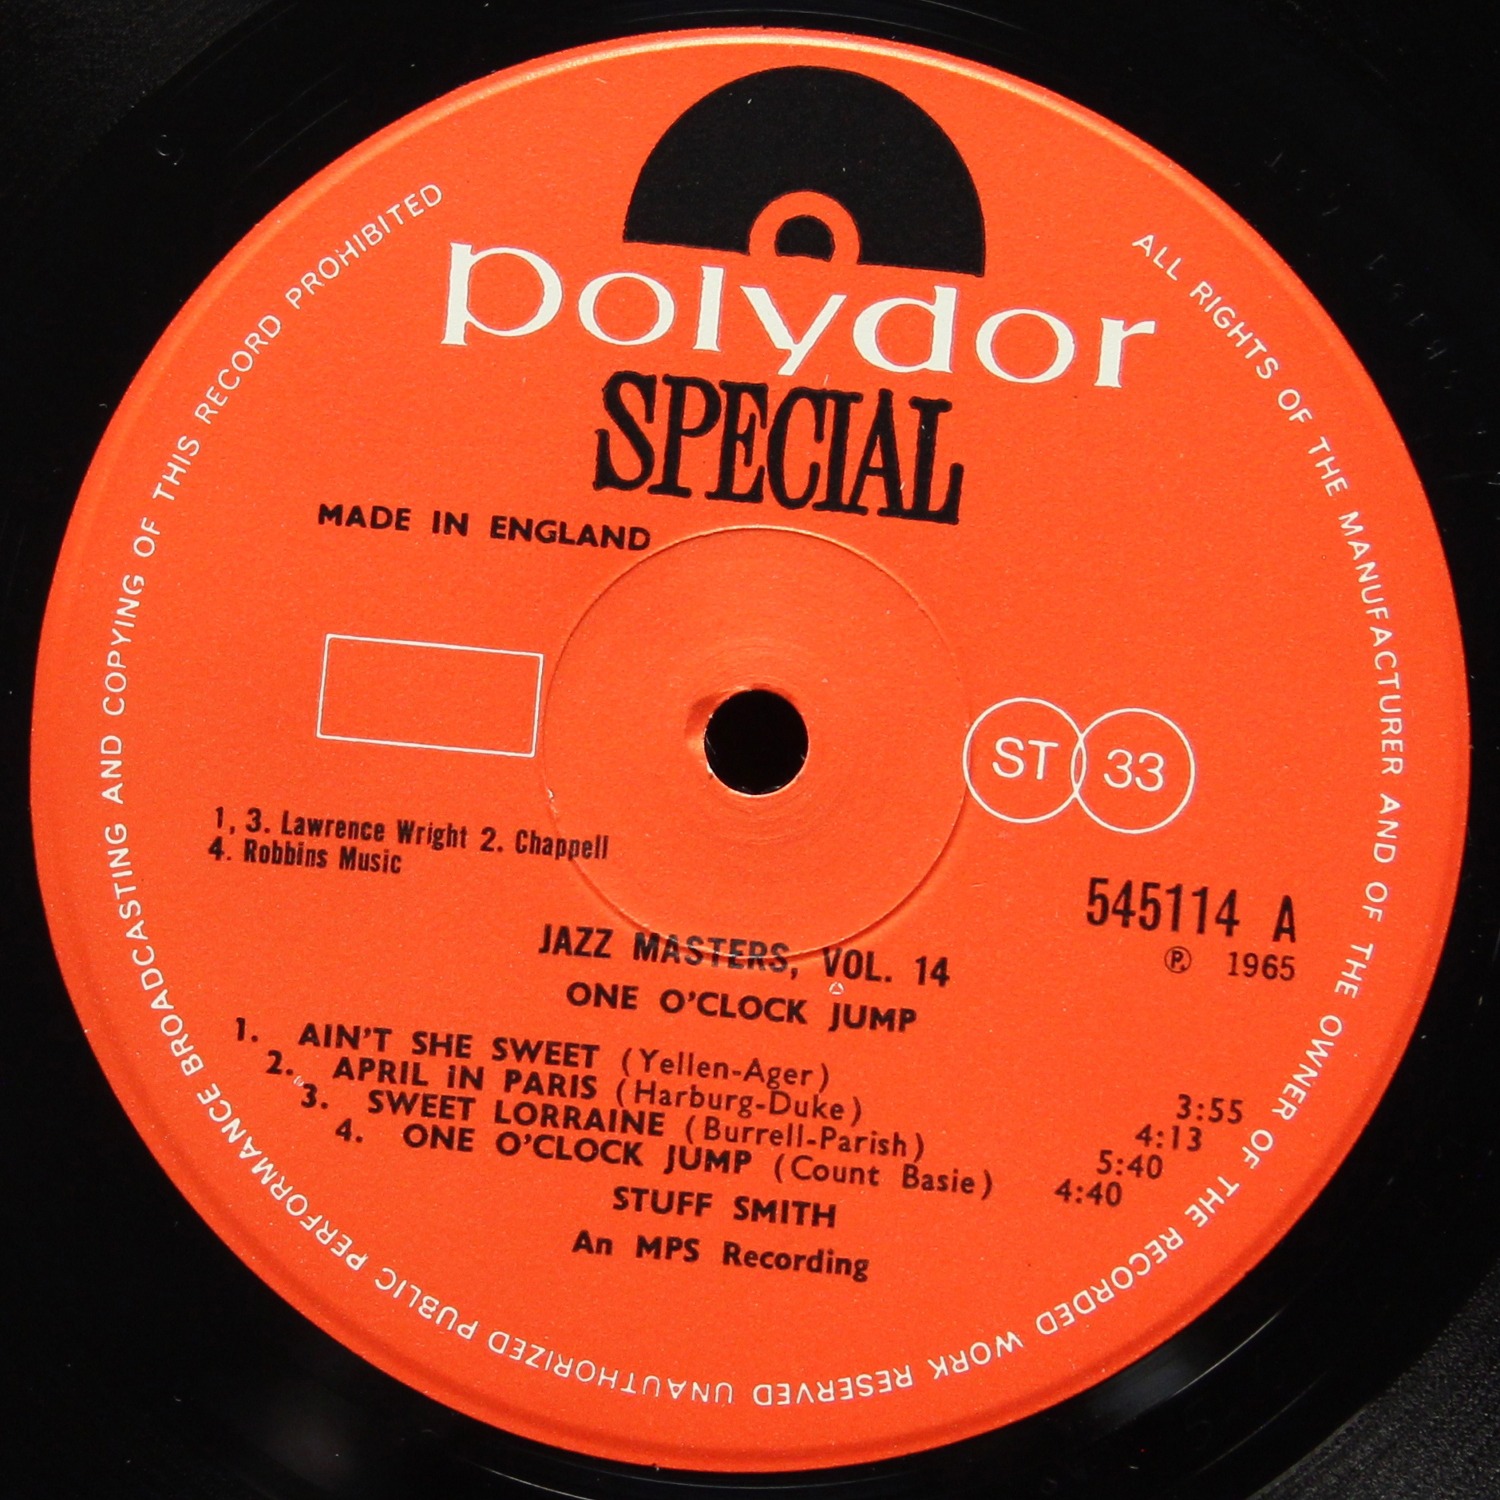 polydor
SPECIAL
MADE IN ENGLAND
ST 33
1, 3. Lawrence Wright 2. Chappell
4. Robbins Music
545114 A
℗ 1965
JAZZ MASTERS, VOL. 14
ONE O'CLOCK JUMP
1. AIN'T SHE SWEET (Yellen-Ager) 3:55
2. APRIL iN PARIS (Harburg-Duke) 4:13
3. SWEET LORRAINE (Burrell-Parish) 5:40
4. ONE O'CLOCK JUMP (Count Basie) 4:40
STUFF SMITH
An MPS Recording
ALL RIGHTS OF THE MANUFACTURER AND OF THE OWNER OF THE RECORDED WORK RESERVED UNAUTHORIZED PUBLIC PERFORMANCE BROADCASTING AND COPYING OF THIS RECORD PROHIBITED